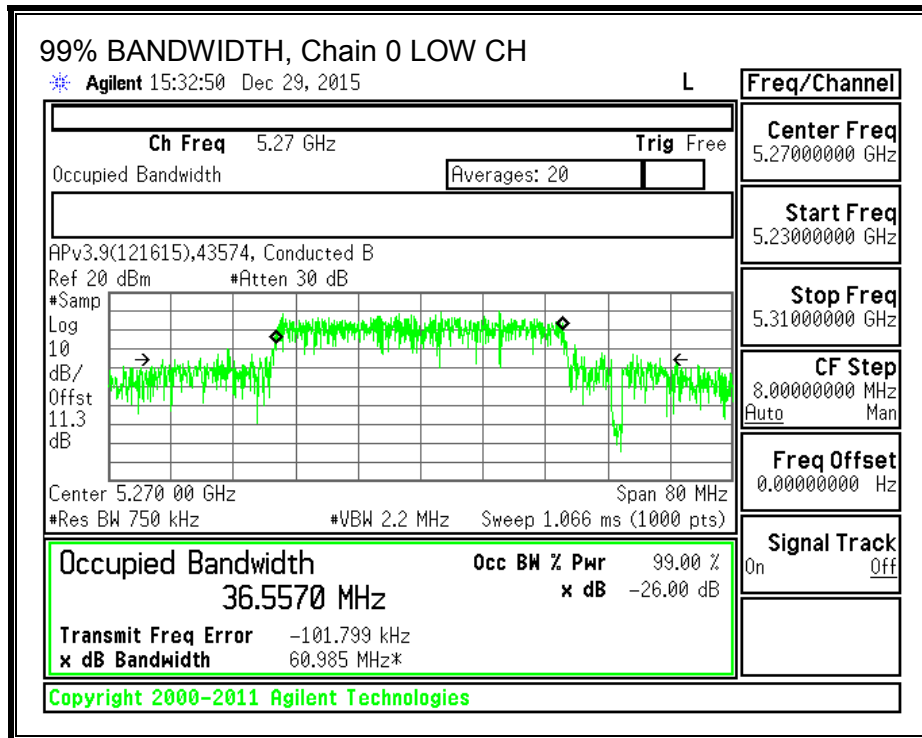 99% BANDWIDTH, Chain 0 LOW CH
Agilent 15:32:50 Dec 29, 2015 L
Freq/Channel
Ch Freq 5.27 GHz Trig Free
Occupied Bandwidth Averages: 20
APv3.9(121615),43574, Conducted B
Ref 20 dBm #Atten 30 dB
#Samp
Log
10
dB/
Offst
11.3
dB
Center 5.270 00 GHz Span 80 MHz
#Res BW 750 kHz #VBW 2.2 MHz Sweep 1.066 ms (1000 pts)
Occupied Bandwidth Occ BW % Pwr 99.00 %
36.5570 MHz x dB -26.00 dB
Transmit Freq Error -101.799 kHz
x dB Bandwidth 60.985 MHz*
Copyright 2000-2011 Agilent Technologies
Center Freq
5.27000000 GHz
Start Freq
5.23000000 GHz
Stop Freq
5.31000000 GHz
CF Step
8.00000000 MHz
Auto Man
Freq Offset
0.00000000 Hz
Signal Track
On Off